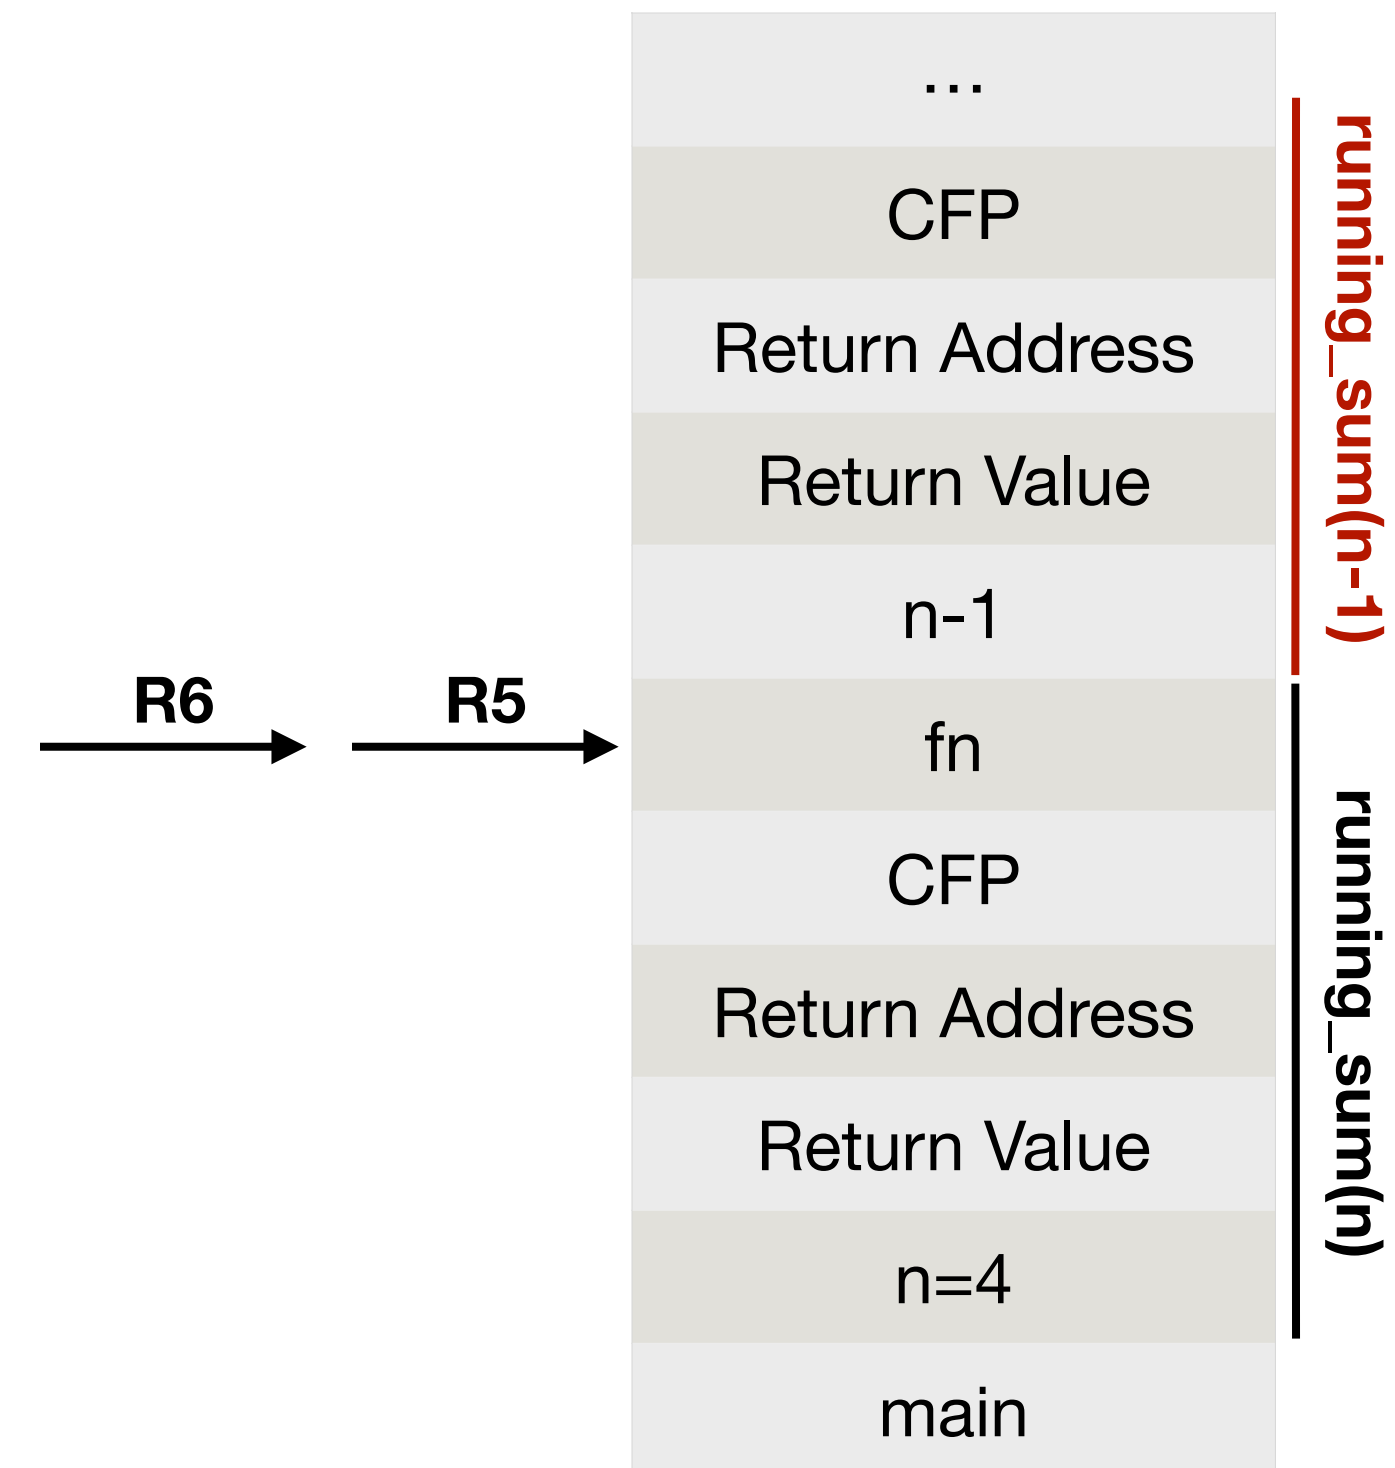 ...
CFP
Return Address
Return Value
n-1
running_sum(n-1)
R6
R5
fn
CFP
Return Address
Return Value
n=4
running_sum(n)
main